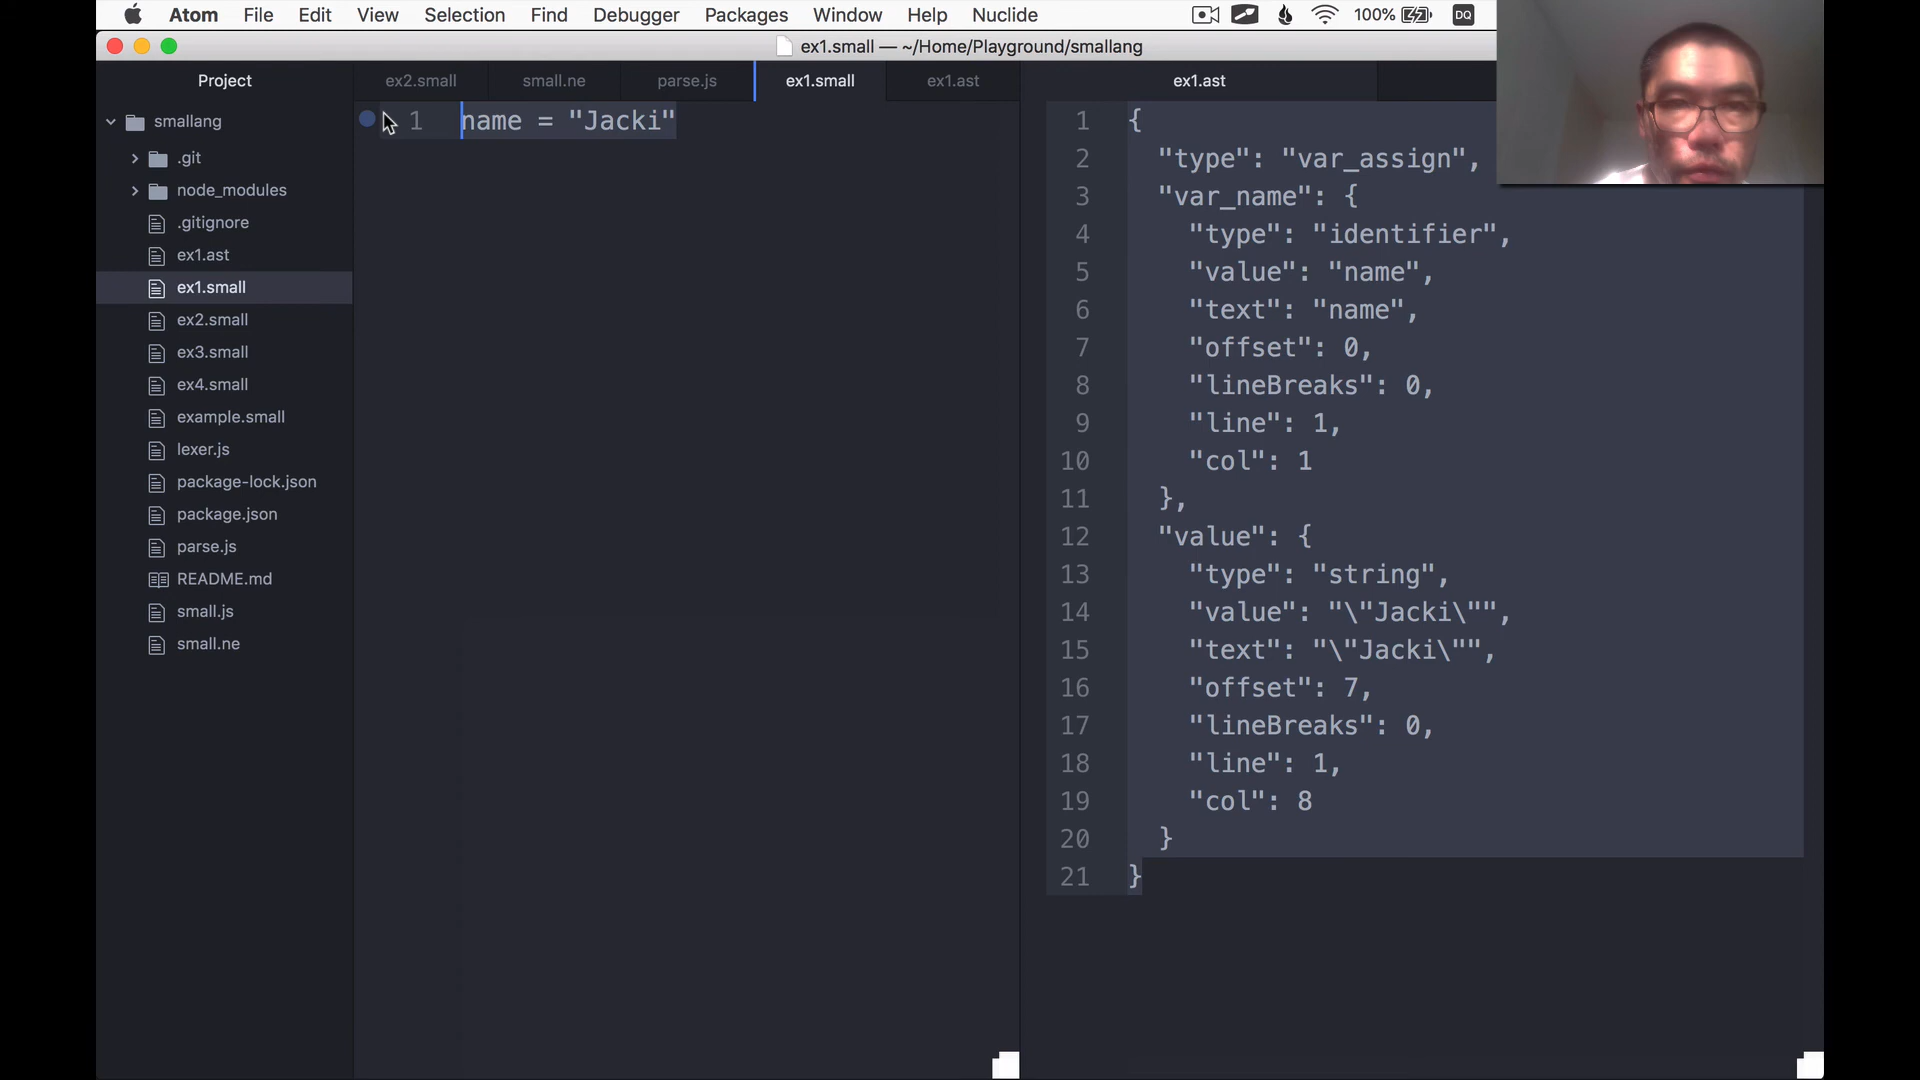 Atom File Edit View Selection Find Debugger Packages Window Help Nuclide 100% DQ
ex1.small — ~/Home/Playground/smallang
Project
smallang
.git
node_modules
.gitignore
ex1.ast
ex1.small
ex2.small
ex3.small
ex4.small
example.small
lexer.js
package-lock.json
package.json
parse.js
README.md
small.js
small.ne
ex2.small small.ne parse.js ex1.small ex1.ast
1 name = "Jacki"
ex1.ast
1 {
2 "type": "var_assign",
3 "var_name": {
4 "type": "identifier",
5 "value": "name",
6 "text": "name",
7 "offset": 0,
8 "lineBreaks": 0,
9 "line": 1,
10 "col": 1
11 },
12 "value": {
13 "type": "string",
14 "value": "\"Jacki\"",
15 "text": "\"Jacki\"",
16 "offset": 7,
17 "lineBreaks": 0,
18 "line": 1,
19 "col": 8
20 }
21 }